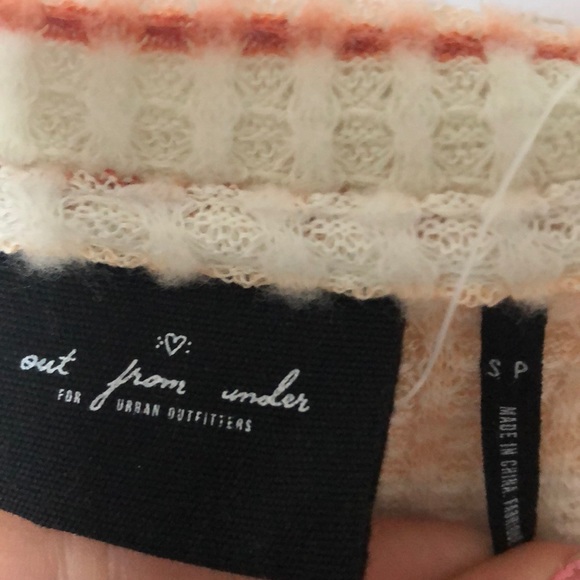 out from under
FOR URBAN OUTFITTERS
S P
MADE IN CHINA.